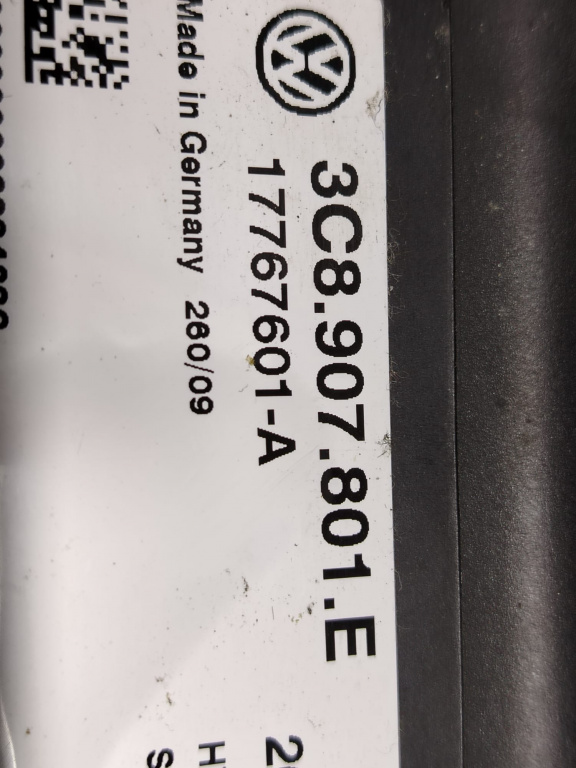 3C8.907.801.E
17767601-A
Made in Germany 260/09
H
S